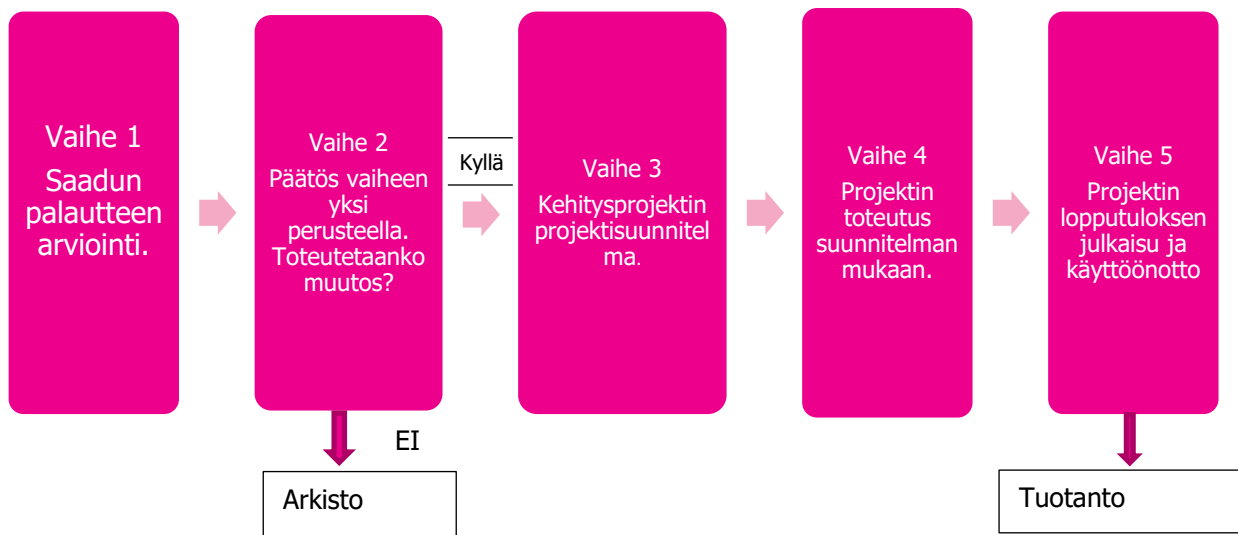 Vaihe 1
Saadun
palautteen
arviointi.
Vaihe 2
Päätös vaiheen
yksi
perusteella.
Toteutetaanko
muutos?
Kyllä
Vaihe 3
Kehitysprojektin
projektisuunnitel
ma.
Vaihe 4
Projektin
toteutus
suunnitelman
mukaan.
Vaihe 5
Projektin
lopputuloksen
julkaisu ja
käyttöönotto
EI
Arkisto
Tuotanto